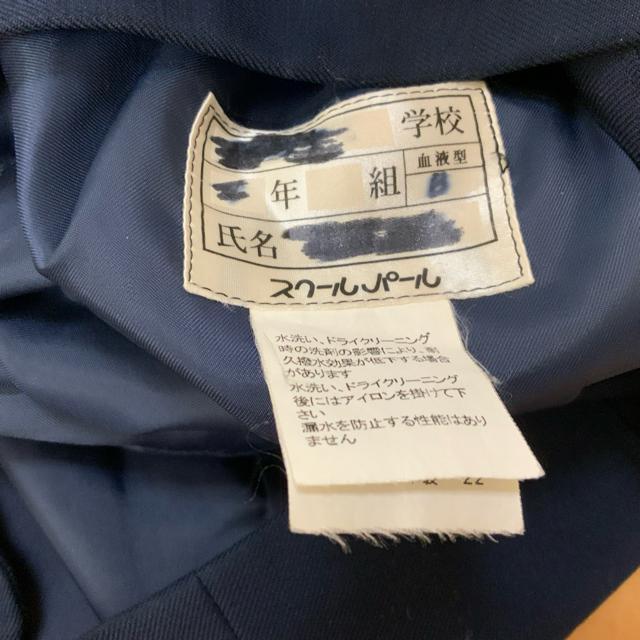 学校
年 組 血液型 B
氏名
スクールパール
水洗い、ドライクリーニング
時の洗剤の影響により、耐
久撥水効果が低下する場合
があります
水洗い、ドライクリーニング
後にはアイロンを掛けて下
さい
漏水を防止する性能はあり
ません
22